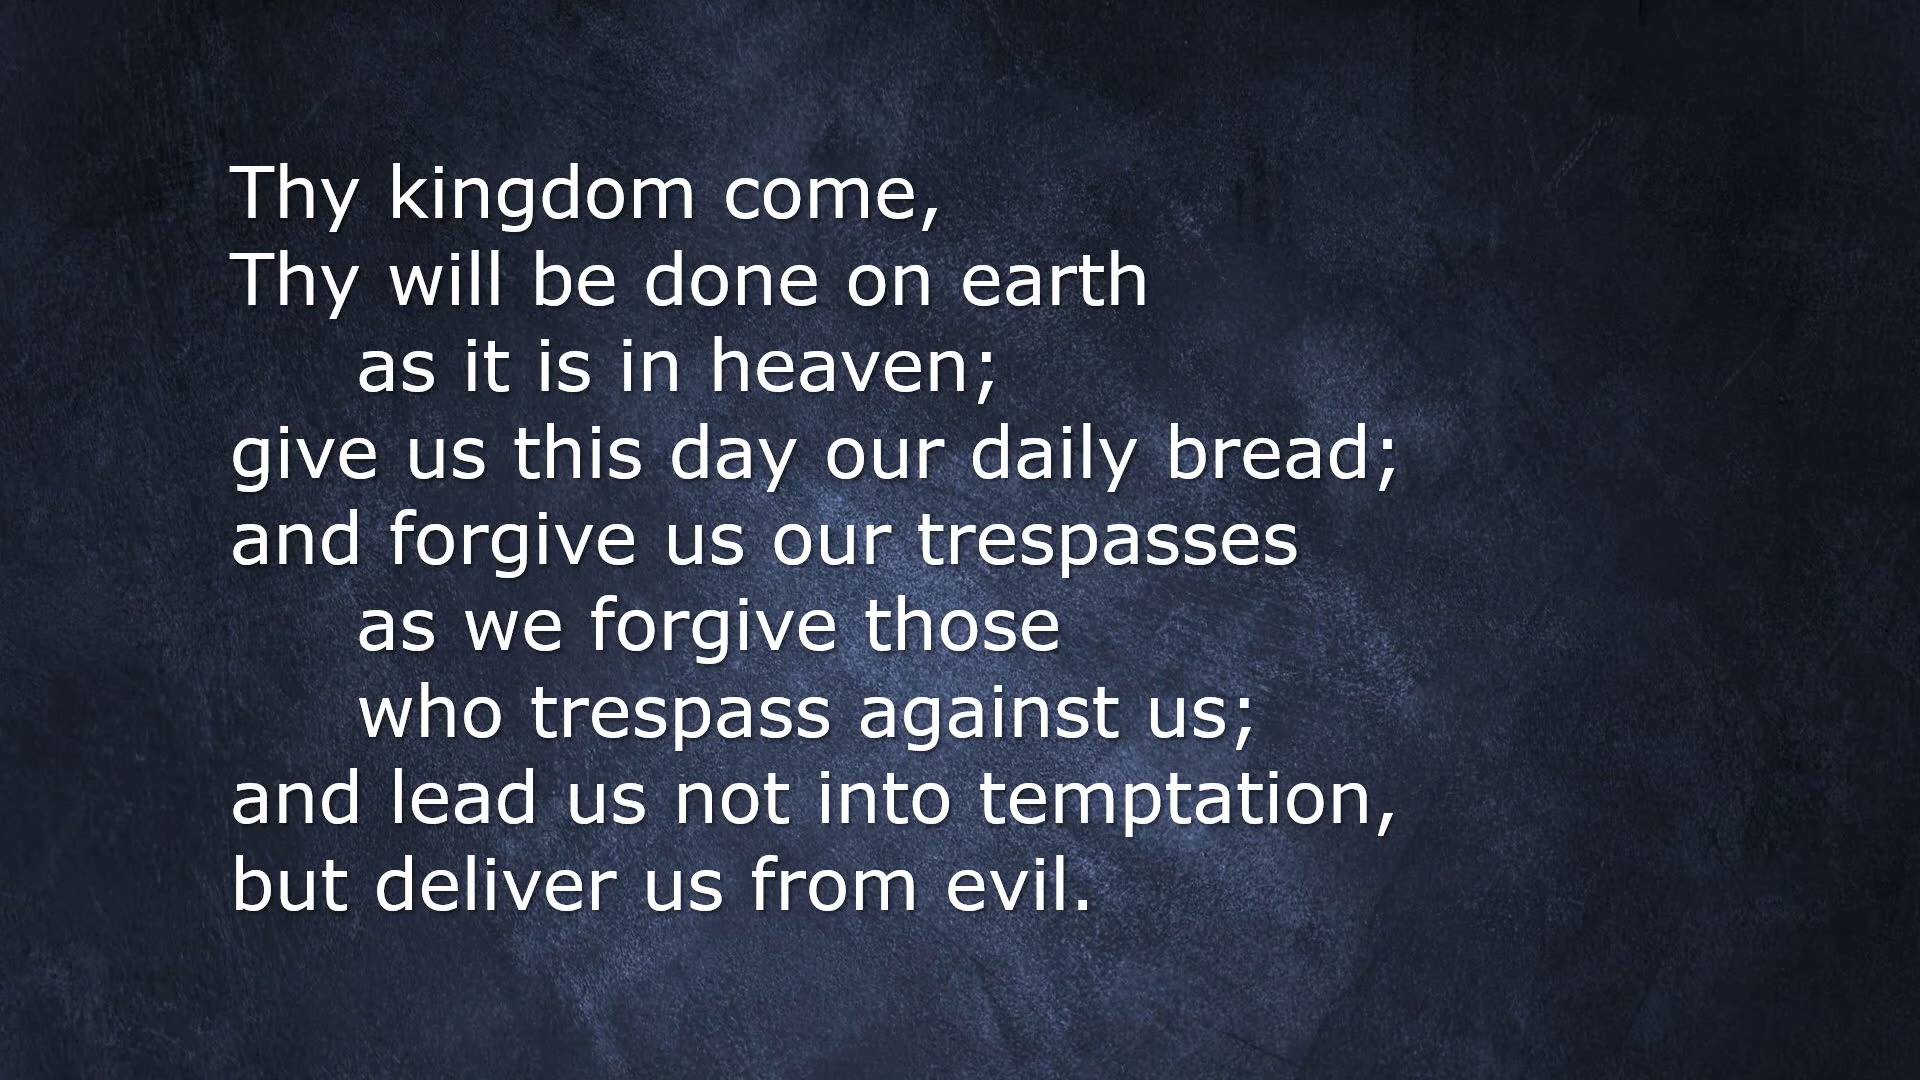 Thy kingdom come,
Thy will be done on earth
as it is in heaven;
give us this day our daily bread;
and forgive us our trespasses
as we forgive those
who trespass against us;
and lead us not into temptation,
but deliver us from evil.